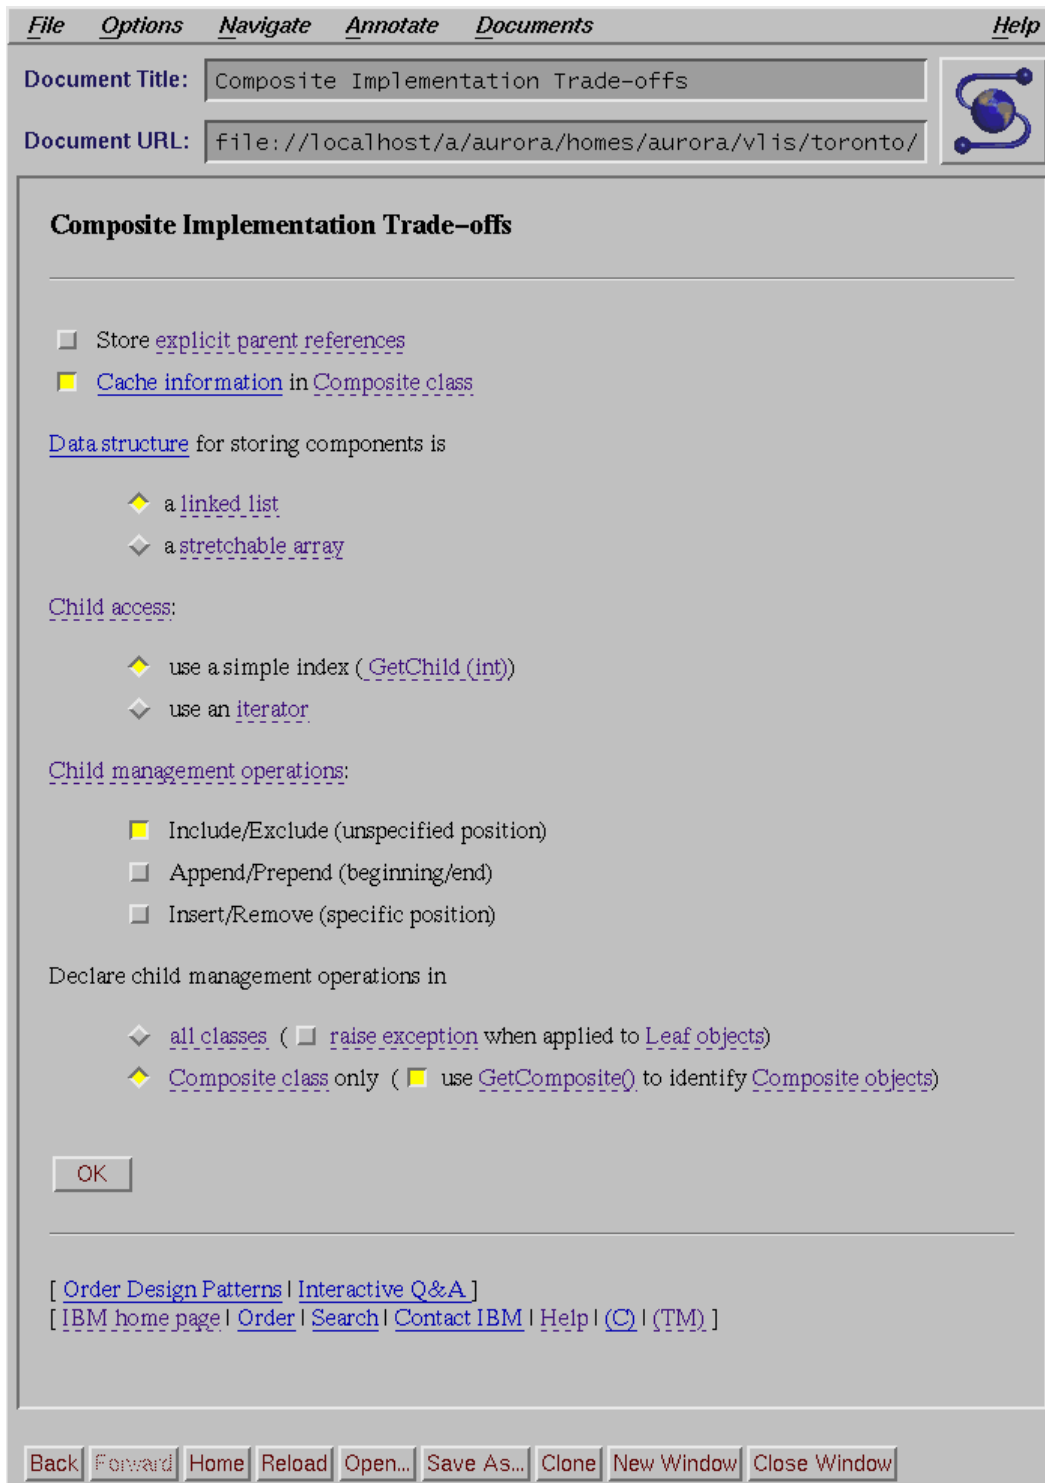 File Options Navigate Annotate Documents Help
Document Title: Composite Implementation Trade-offs
Document URL: file://localhost/a/aurora/homes/aurora/vlis/toronto/
Composite Implementation Trade-offs
Store explicit parent references
Cache information in Composite class
Data structure for storing components is
a linked list
a stretchable array
Child access:
use a simple index ( GetChild (int))
use an iterator
Child management operations:
Include/Exclude (unspecified position)
Append/Prepend (beginning/end)
Insert/Remove (specific position)
Declare child management operations in
all classes ( raise exception when applied to Leaf objects)
Composite class only ( use GetComposite() to identify Composite objects)
OK
[ Order Design Patterns | Interactive Q&A ]
[ IBM home page | Order | Search | Contact IBM | Help | (C) | (TM) ]
Back Forward Home Reload Open... Save As... Clone New Window Close Window